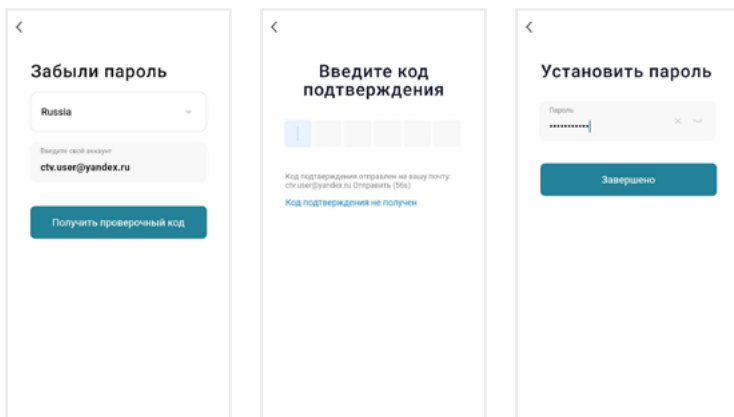 Забыли пароль
Russia
Введите свой аккаунт
ctv.user@yandex.ru
Получить проверочный код
Введите код
подтверждения
Код подтверждения отправлен на вашу почту:
ctv.user@yandex.ru Отправить (56s)
Код подтверждения не получен
Установить пароль
Пароль
•••••••••••
Завершено